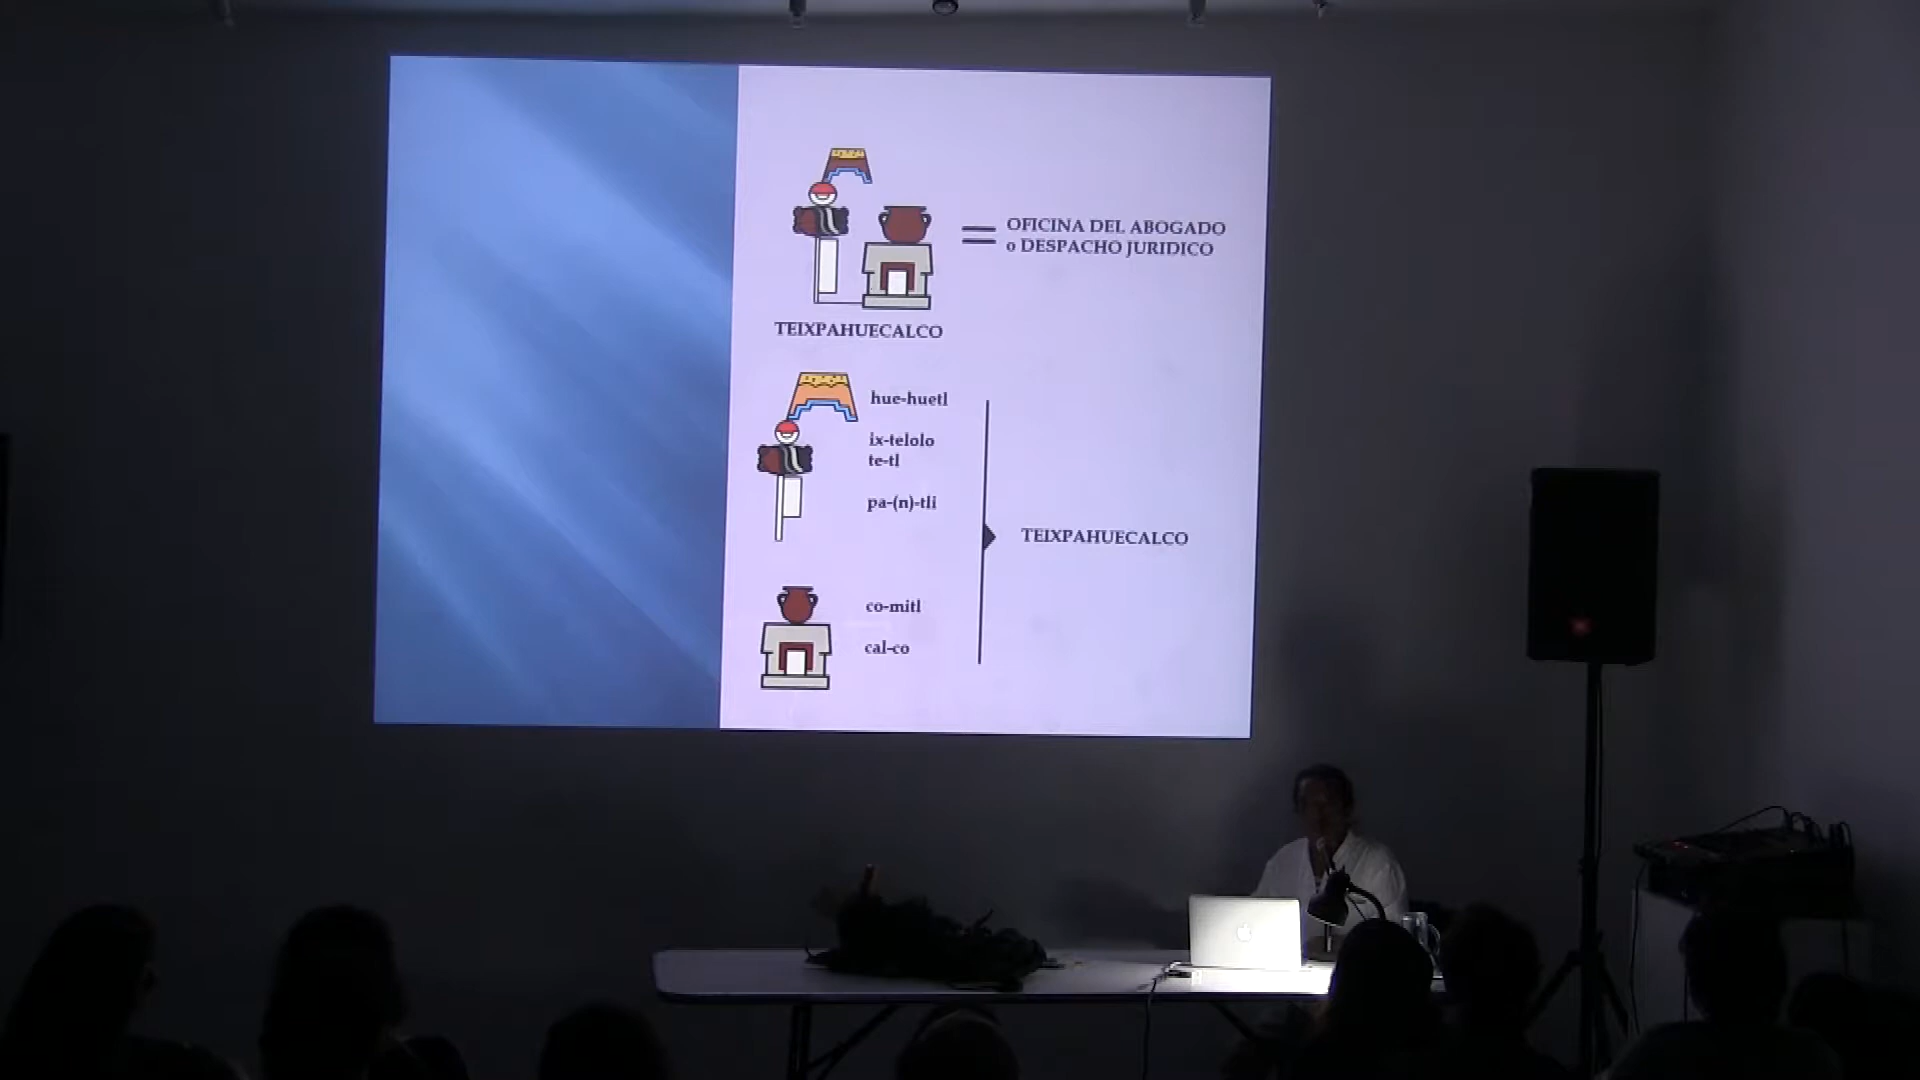 OFICINA DEL ABOGADO
o DESPACHO JURIDICO
TEIXPAHUECALCO
hue-huetl
ix-telolo
te-tl
pa-(n)-tli
TEIXPAHUECALCO
co-mitl
cal-co